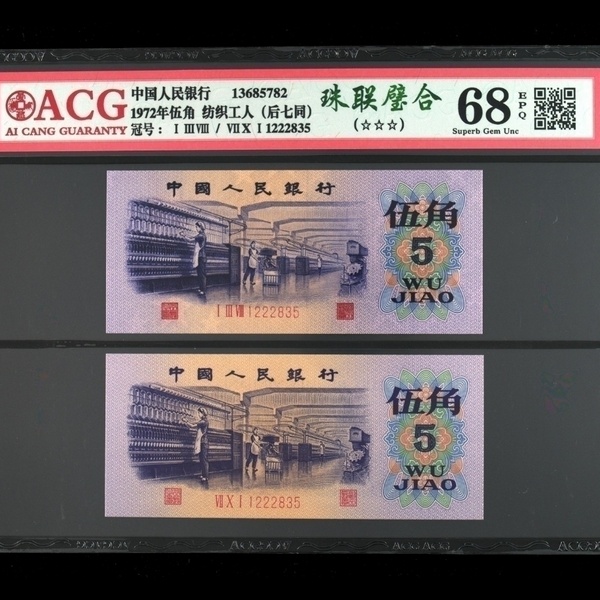 ACG
AI CANG GUARANTY
中国人民银行 13685782
1972年伍角 纺织工人 (后七同)
冠号: I III VIII / VII X I 1222835
珠联璧合
(☆☆☆)
68
EPQ
Superb Gem Unc
中國人民銀行
伍角
5
WU
JIAO
I III VIII 1222835
中國人民銀行
伍角
5
WU
JIAO
VII X I 1222835